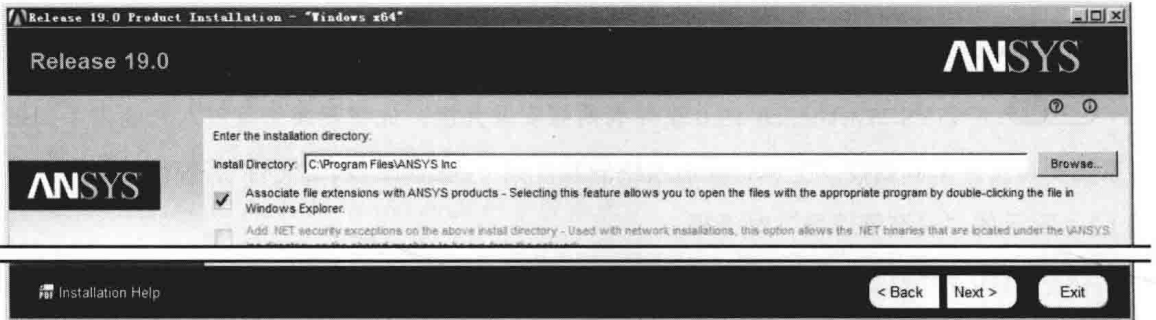 Release 19.0 Product Installation - "Windows x64"
Release 19.0
ANSYS
Enter the installation directory:
Install Directory: C:\Program Files\ANSYS Inc
Browse...
ANSYS
Associate file extensions with ANSYS products - Selecting this feature allows you to open the files with the appropriate program by double-clicking the file in
Windows Explorer.
Add .NET security exceptions on the above install directory - Used with network installations, this option allows the .NET binaries that are located under the \ANSYS
Installation Help
< Back
Next >
Exit